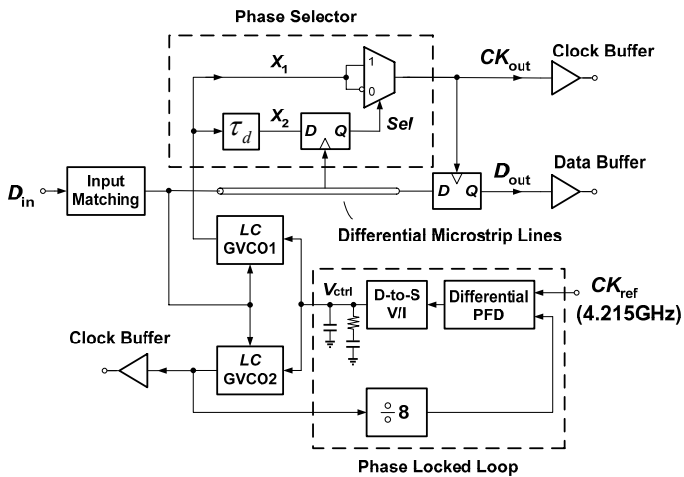 Phase Selector
X1
1
0
CKout
Clock Buffer
τd
X2
D Q
Sel
Din
Input
Matching
D Q
Dout
Data Buffer
Differential Microstrip Lines
LC
GVCO1
Vctrl
D-to-S
V/I
Differential
PFD
CKref
(4.215GHz)
Clock Buffer
LC
GVCO2
÷8
Phase Locked Loop